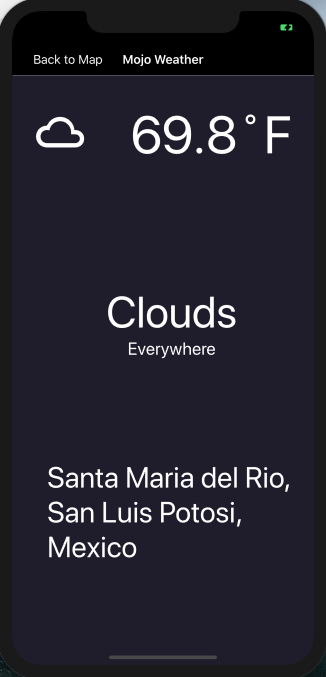 Back to Map Mojo Weather
69.8°F
Clouds
Everywhere
Santa Maria del Rio,
San Luis Potosi,
Mexico